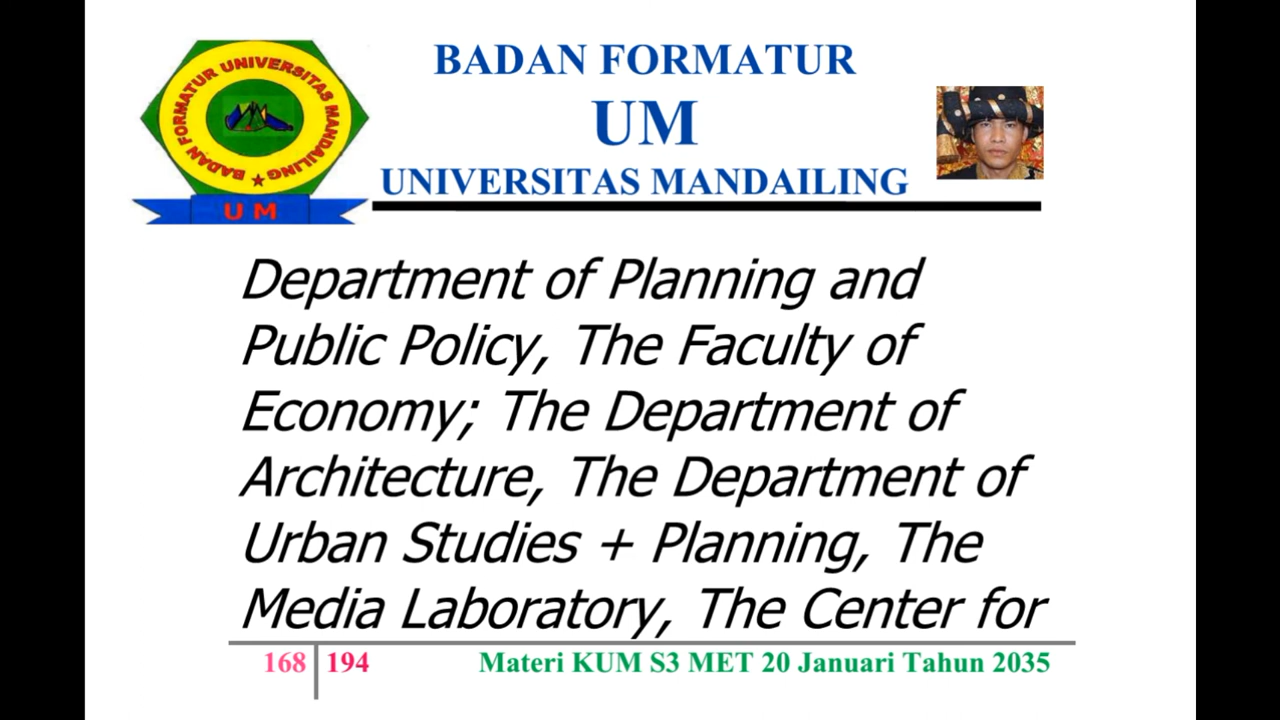 BADAN FORMATUR UNIVERSITAS MANDAILING
UM
BADAN FORMATUR
UM
UNIVERSITAS MANDAILING
Department of Planning and
Public Policy, The Faculty of
Economy; The Department of
Architecture, The Department of
Urban Studies + Planning, The
Media Laboratory, The Center for
168 194 Materi KUM S3 MET 20 Januari Tahun 2035